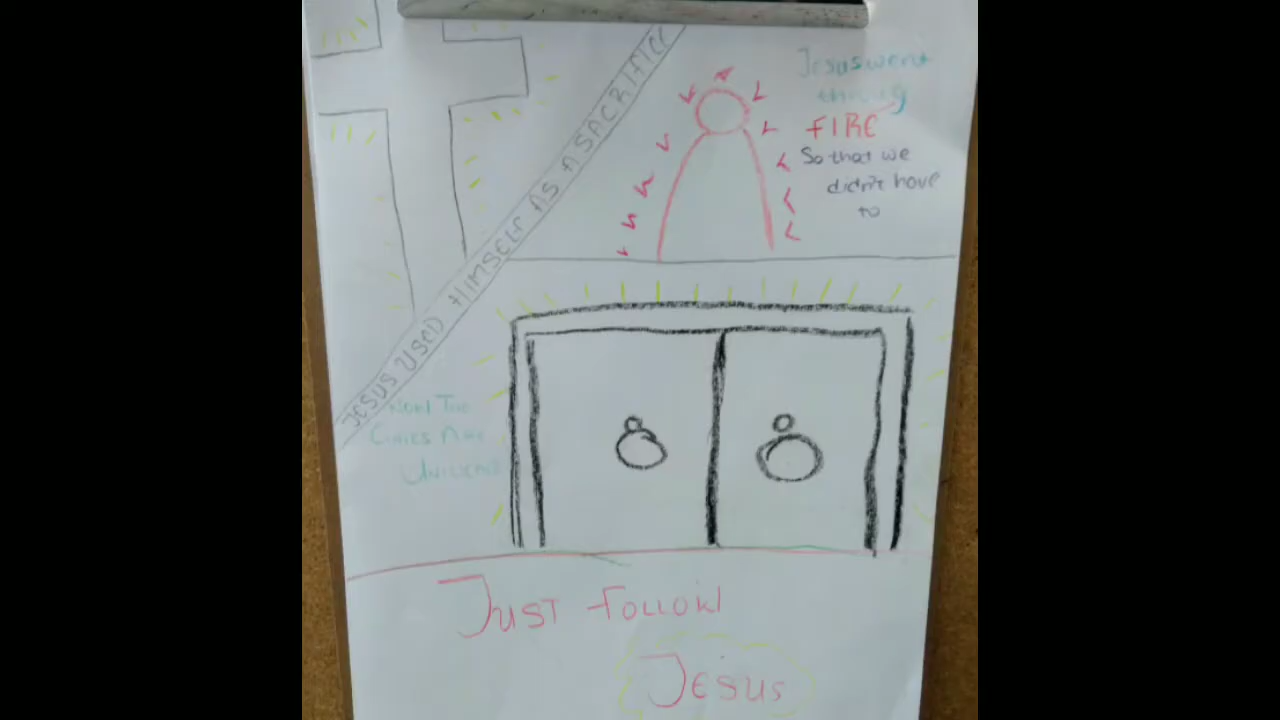 JESUS USED HIMSELF AS A SACRIFICE
Jesus went
through
FIRE
So that we
didn't have
to
NOW THE
GATES ARE
JUST FOLLOW
JESUS